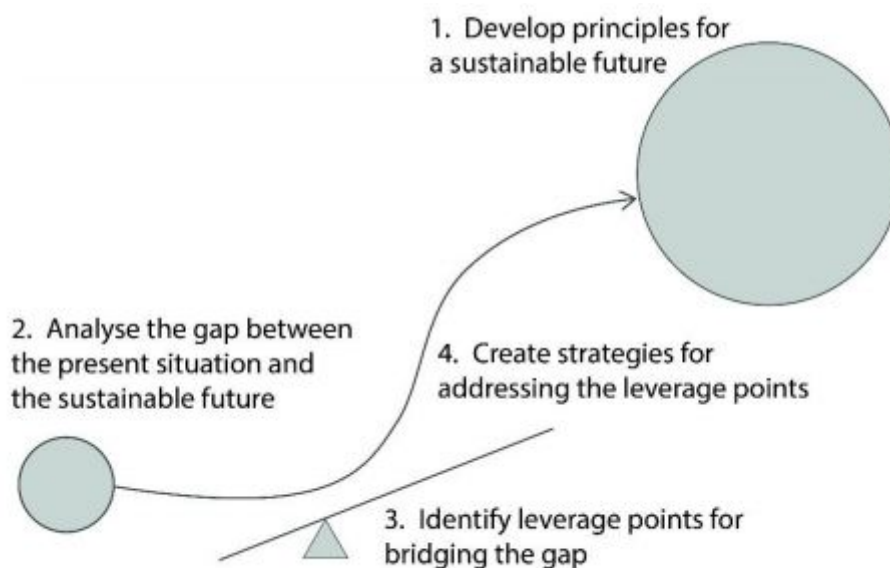 1. Develop principles for
a sustainable future
2. Analyse the gap between
the present situation and
the sustainable future
4. Create strategies for
addressing the leverage points
3. Identify leverage points for
bridging the gap